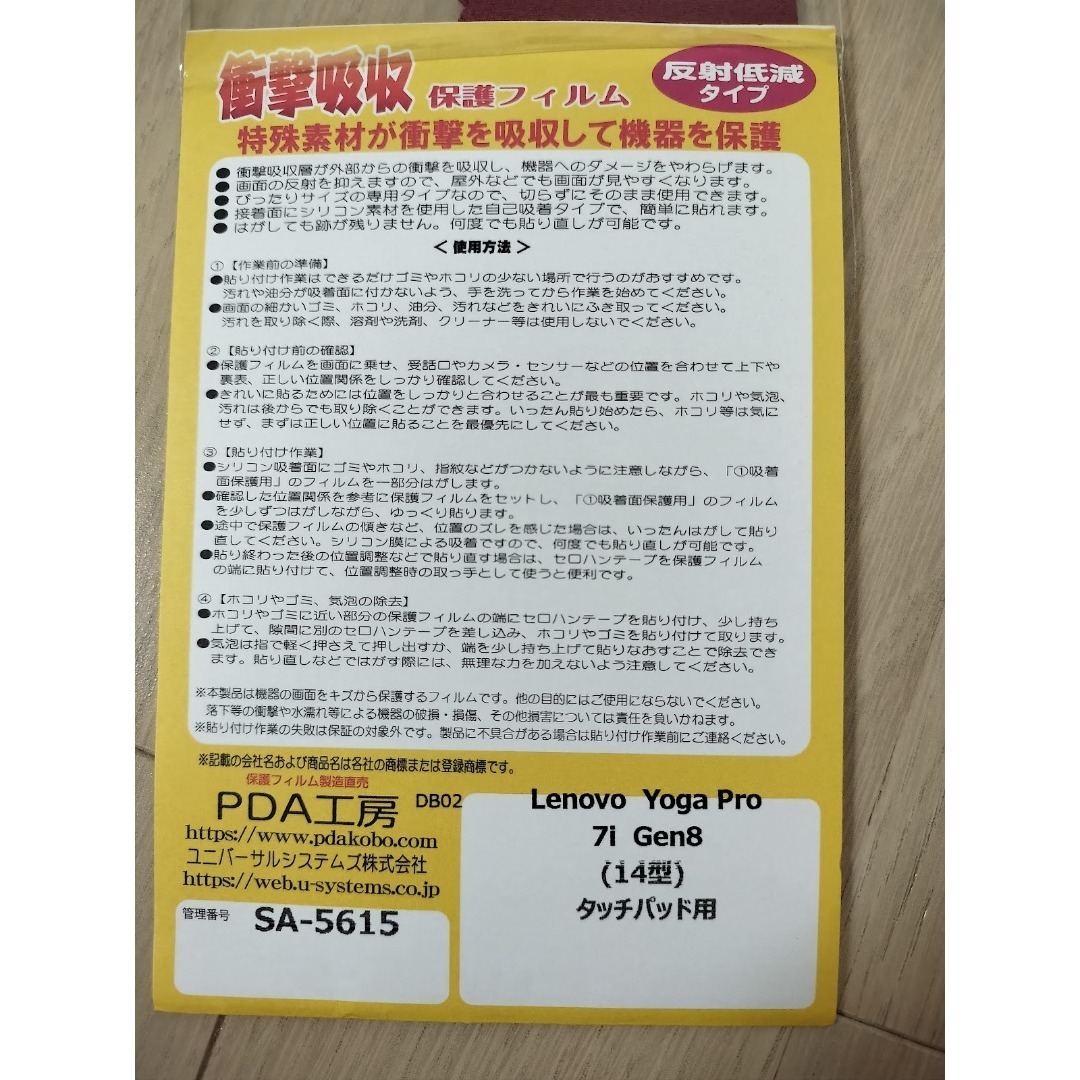 衝撃吸収 保護フィルム
反射低減
タイプ
特殊素材が衝撃を吸収して機器を保護
● 衝撃吸収層が外部からの衝撃を吸収し、機器へのダメージをやわらげます。
● 画面の反射を抑えますので、屋外などでも画面が見やすくなります。
● ぴったりサイズの専用タイプなので、切らずにそのまま使用できます。
● 接着面にシリコン素材を使用した自己吸着タイプで、簡単に貼れます。
● はがしても跡が残りません。何度でも貼り直しが可能です。
＜ 使用方法 ＞
①【作業前の準備】
●貼り付け作業はできるだけゴミやホコリの少ない場所で行うのがおすすめです。
汚れや油分が吸着面に付かないよう、手を洗ってから作業を始めてください。
●画面の細かいゴミ、ホコリ、油分、汚れなどをきれいにふき取ってください。
汚れを取り除く際、溶剤や洗剤、クリーナー等は使用しないでください。
②【貼り付け前の確認】
●保護フィルムを画面に乗せ、受話口やカメラ・センサーなどの位置を合わせて上下や
裏表、正しい位置関係をしっかり確認してください。
●きれいに貼るためには位置をしっかりと合わせることが最も重要です。ホコリや気泡、
汚れは後からでも取り除くことができます。いったん貼り始めたら、ホコリ等は気に
せず、まずは正しい位置に貼ることを最優先にしてください。
③【貼り付け作業】
●シリコン吸着面にゴミやホコリ、指紋などがつかないように注意しながら、「①吸着
面保護用」のフィルムを一部分はがします。
●確認した位置関係を参考に保護フィルムをセットし、「①吸着面保護用」のフィルム
を少しずつはがしながら、ゆっくり貼ります。
●途中で保護フィルムの傾きなど、位置のズレを感じた場合は、いったんはがして貼り
直してください。シリコン膜による吸着ですので、何度でも貼り直しが可能です。
●貼り終わった後の位置調整などで貼り直す場合は、セロハンテープを保護フィルム
の端に貼り付けて、位置調整時の取っ手として使うと便利です。
④【ホコリやゴミ、気泡の除去】
●ホコリやゴミに近い部分の保護フィルムの端にセロハンテープを貼り付け、少し持ち
上げて、隙間に別のセロハンテープを差し込み、ホコリやゴミを貼り付けて取ります。
●気泡は指で軽く押さえて押し出すか、端を少し持ち上げて貼りなおすことで除去でき
ます。貼り直しなどではがす際には、無理な力を加えないよう注意してください。
※本製品は機器の画面をキズから保護するフィルムです。他の目的にはご使用にならないでください。
落下等の衝撃や水濡れ等による機器の破損・損傷、その他損害については責任を負いかねます。
※貼り付け作業の失敗は保証の対象外です。製品に不具合がある場合は貼り付け作業前にご連絡ください。
※記載の会社名および商品名は各社の商標または登録商標です。
保護フィルム製造直売
PDA工房 DB02
https://www.pdakobo.com
ユニバーサルシステムズ株式会社
https://web.u-systems.co.jp
管理番号 SA-5615
Lenovo Yoga Pro
7i Gen8
(14型)
タッチパッド用